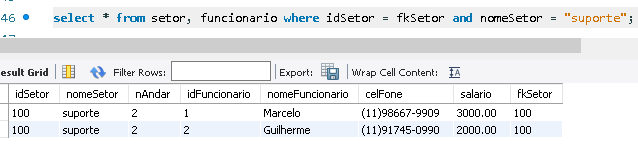 46 select * from setor, funcionario where idSetor = fkSetor and nomeSetor = "suporte";
Result Grid Filter Rows: Export: Wrap Cell Content:
idSetor nomeSetor nAndar idFuncionario nomeFuncionario celFone salario fkSetor
100 suporte 2 1 Marcelo (11)98667-9909 3000.00 100
100 suporte 2 2 Guilherme (11)91745-0990 2000.00 100